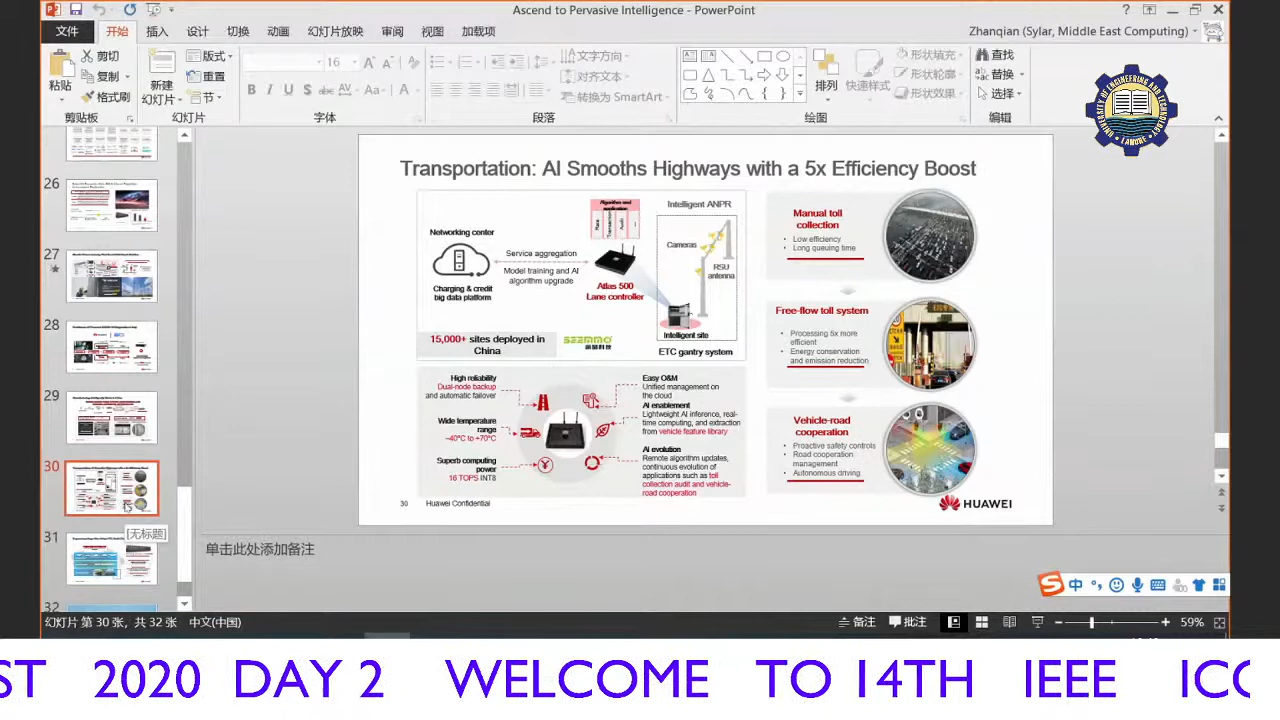 Ascend to Pervasive Intelligence - PowerPoint
文件 开始 插入 设计 切换 动画 幻灯片放映 审阅 视图 加载项
Zhanqian (Sylar, Middle East Computing)
粘贴
剪切
复制
格式刷
剪贴板
新建
幻灯片
版式
重置
节
幻灯片
16
字体
文字方向
对齐文本
转换为 SmartArt
段落
排列
快速样式
形状填充
形状轮廓
形状效果
绘图
查找
替换
选择
编辑
UNIVERSITY OF ENGINEERING AND TECHNOLOGY
LAHORE
26
27
28
29
30
31
32
[无标题]
Transportation: AI Smooths Highways with a 5x Efficiency Boost
Networking center
Charging & credit
big data platform
Service aggregation
Model training and AI
algorithm upgrade
Algorithm and
application
Atlas 500
Lane controller
Intelligent ANPR
Cameras
RSU
antenna
Intelligent site
ETC gantry system
15,000+ sites deployed in
China
SEEMMO
High reliability
Dual-node backup
and automatic failover
Wide temperature
range
–40°C to +70°C
Superb computing
power
16 TOPS INT8
Easy O&M
Unified management on
the cloud
AI enablement
Lightweight AI inference, real-
time computing, and extraction
from vehicle feature library
AI evolution
Remote algorithm updates,
continuous evolution of
applications such as toll
collection audit and vehicle-
road cooperation
Manual toll
collection
• Low efficiency
• Long queuing time
Free-flow toll system
• Processing 5x more
efficient
• Energy conservation
and emission reduction
Vehicle-road
cooperation
• Proactive safety controls
• Road cooperation
management
• Autonomous driving
30 Huawei Confidential
HUAWEI
单击此处添加备注
中
幻灯片 第 30 张，共 32 张 中文(中国)
备注 批注
59%
ST 2020 DAY 2 WELCOME TO 14TH IEEE ICO